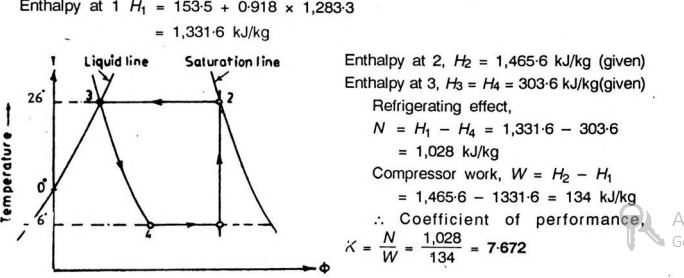 Enthalpy at 1 H₁ = 153·5 + 0·918 × 1,283·3
= 1,331·6 kJ/kg
T Liquid line Saturation line
26°
3
2
0°
-6°
4
1
Temperature →
Φ
Enthalpy at 2, H₂ = 1,465·6 kJ/kg (given)
Enthalpy at 3, H₃ = H₄ = 303·6 kJ/kg(given)
Refrigerating effect,
N = H₁ − H₄ = 1,331·6 − 303·6
= 1,028 kJ/kg
Compressor work, W = H₂ − H₁
= 1,465·6 − 1331·6 = 134 kJ/kg
∴ Coefficient of performance,
K = N/W = 1,028/134 = 7·672
A
G